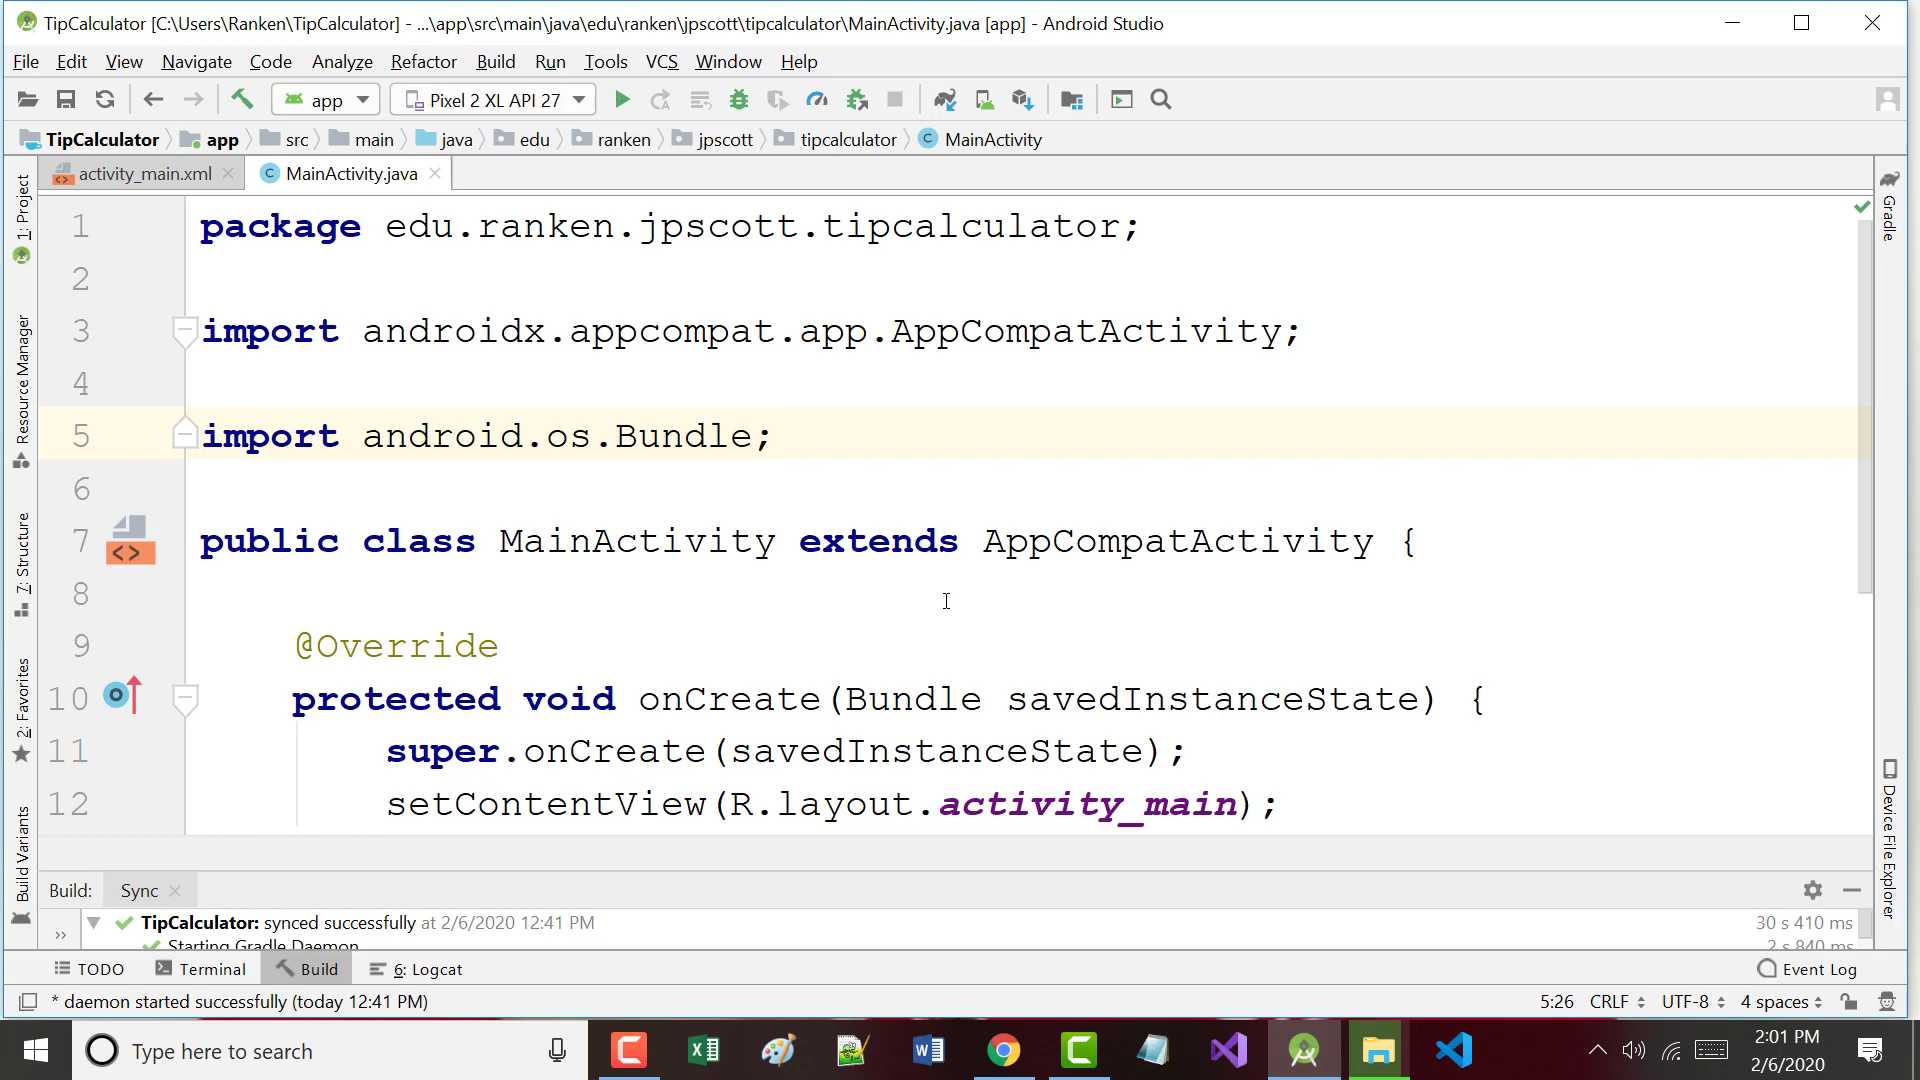 TipCalculator [C:\Users\Ranken\TipCalculator] - ...\app\src\main\java\edu\ranken\jpscott\tipcalculator\MainActivity.java [app] - Android Studio
File Edit View Navigate Code Analyze Refactor Build Run Tools VCS Window Help
app Pixel 2 XL API 27
TipCalculator app src main java edu ranken jpscott tipcalculator MainActivity
activity_main.xml MainActivity.java
1: Project
Resource Manager
7: Structure
2: Favorites
Build Variants
Gradle
Device File Explorer
1 package edu.ranken.jpscott.tipcalculator;
2
3 import androidx.appcompat.app.AppCompatActivity;
4
5 import android.os.Bundle;
6
7 public class MainActivity extends AppCompatActivity {
8
9 @Override
10 protected void onCreate(Bundle savedInstanceState) {
11 super.onCreate(savedInstanceState);
12 setContentView(R.layout.activity_main);
Build: Sync
TipCalculator: synced successfully at 2/6/2020 12:41 PM 30 s 410 ms
Starting Gradle Daemon 2 s 840 ms
TODO Terminal Build 6: Logcat Event Log
* daemon started successfully (today 12:41 PM) 5:26 CRLF UTF-8 4 spaces
Type here to search
2:01 PM
2/6/2020